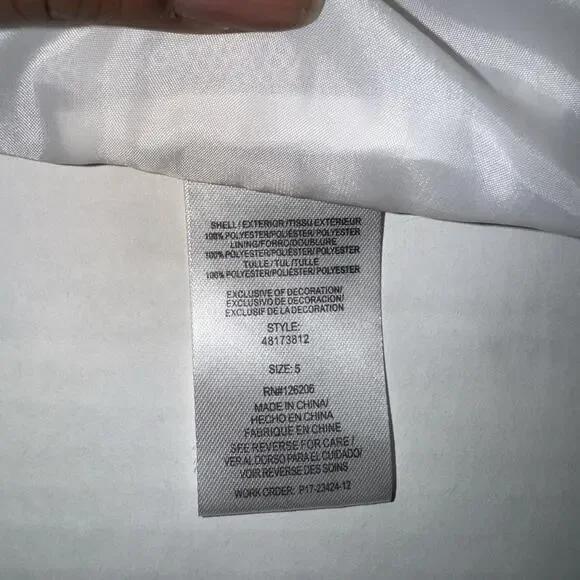 SHELL/EXTERIOR/TISSU EXTÉRIEUR
100% POLYESTER/POLIÉSTER/POLYESTER
LINING/FORRO/DOUBLURE
100% POLYESTER/POLIÉSTER/POLYESTER
TULLE/TUL/TULLE
100% POLYESTER/POLIÉSTER/POLYESTER
EXCLUSIVE OF DECORATION/
EXCLUSIVO DE DECORACION/
EXCLUSIF DE LA DECORATION
STYLE:
48173812
SIZE: 5
RN#126206
MADE IN CHINA/
HECHO EN CHINA/
FABRIQUE EN CHINE
SEE REVERSE FOR CARE/
VER AL DORSO PARA EL CUIDADO/
VOIR REVERSE DES SOINS
WORK ORDER: P17-23424-12